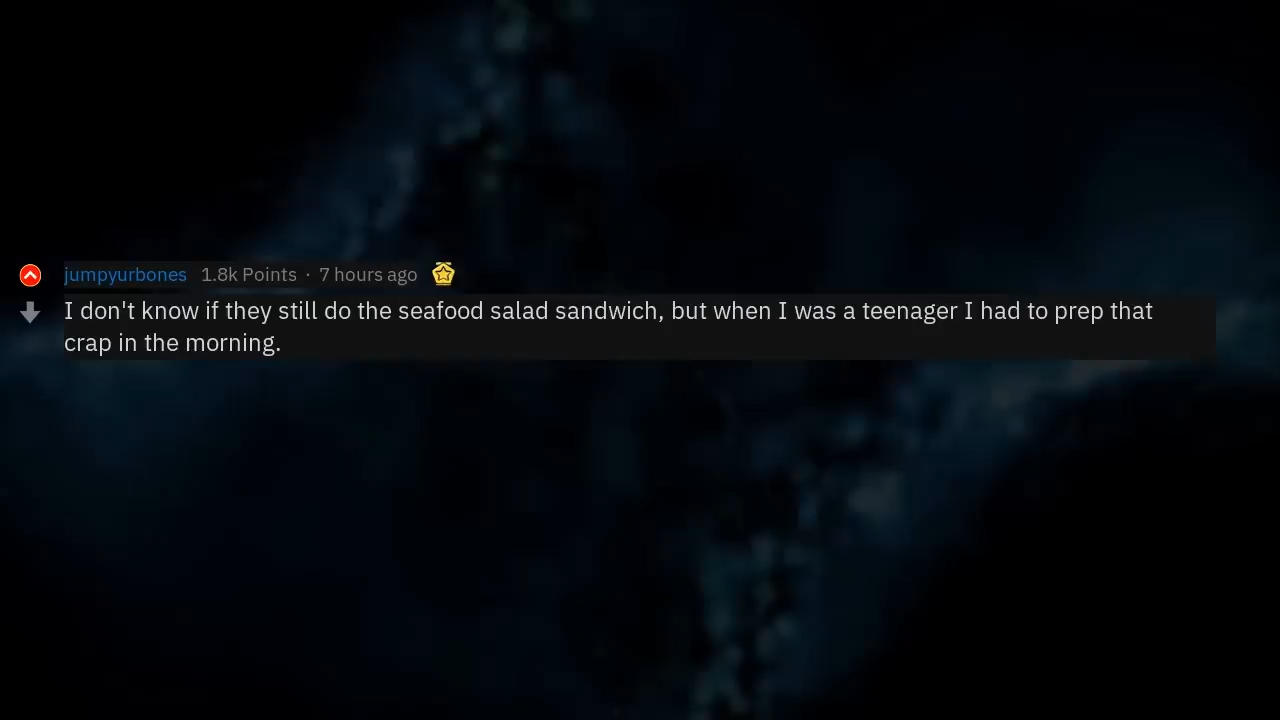 jumpyurbones 1.8k Points · 7 hours ago
I don't know if they still do the seafood salad sandwich, but when I was a teenager I had to prep that
crap in the morning.